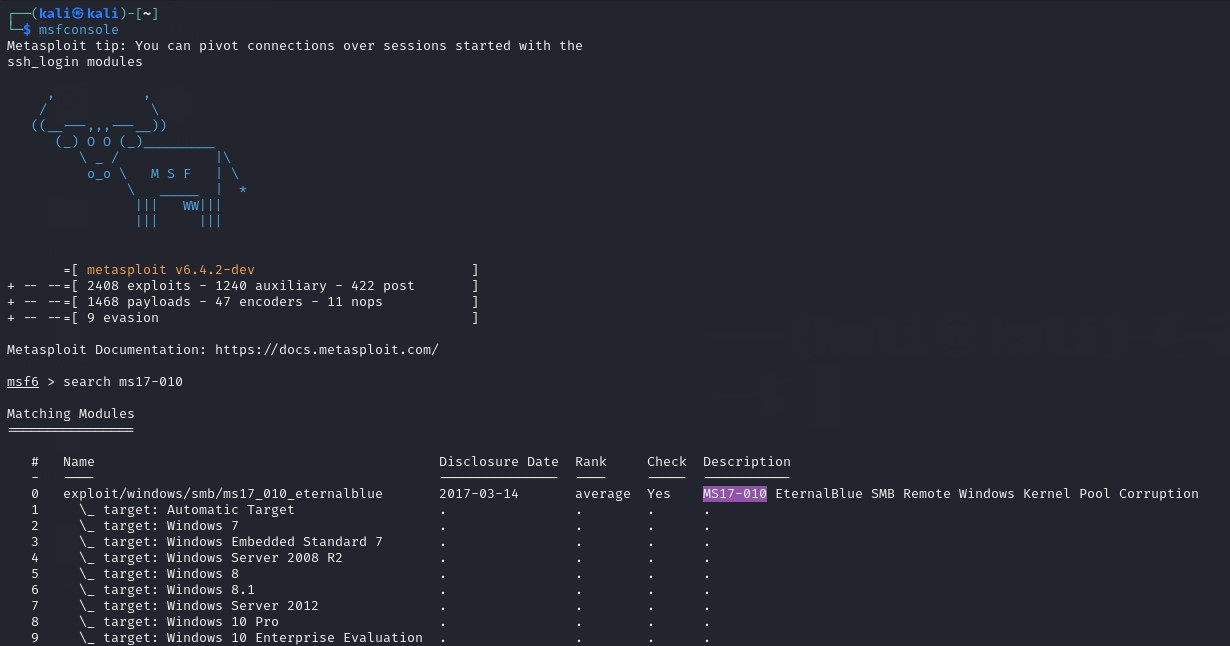 ┌──(kali㉿kali)-[~]
└─$ msfconsole
Metasploit tip: You can pivot connections over sessions started with the
ssh_login modules
     ,           ,
    /             \
   ((__---,,,---__))
      (_) O O (_)_________
         \ _ /            |\
          o_o \   M S F   | \
               \   _____  |  *
                |||   WW|||
                |||     |||
       =[ metasploit v6.4.2-dev                           ]
+ -- --=[ 2408 exploits - 1240 auxiliary - 422 post       ]
+ -- --=[ 1468 payloads - 47 encoders - 11 nops           ]
+ -- --=[ 9 evasion                                       ]
Metasploit Documentation: https://docs.metasploit.com/
msf6 > search ms17-010
Matching Modules
================
   #   Name                                           Disclosure Date  Rank     Check  Description
   -   ----                                           ---------------  ----     -----  -----------
   0   exploit/windows/smb/ms17_010_eternalblue       2017-03-14       average  Yes    MS17-010 EternalBlue SMB Remote Windows Kernel Pool Corruption
   1     \_ target: Automatic Target                  .                .        .      .
   2     \_ target: Windows 7                         .                .        .      .
   3     \_ target: Windows Embedded Standard 7       .                .        .      .
   4     \_ target: Windows Server 2008 R2            .                .        .      .
   5     \_ target: Windows 8                         .                .        .      .
   6     \_ target: Windows 8.1                       .                .        .      .
   7     \_ target: Windows Server 2012               .                .        .      .
   8     \_ target: Windows 10 Pro                    .                .        .      .
   9     \_ target: Windows 10 Enterprise Evaluation  .                .        .      .